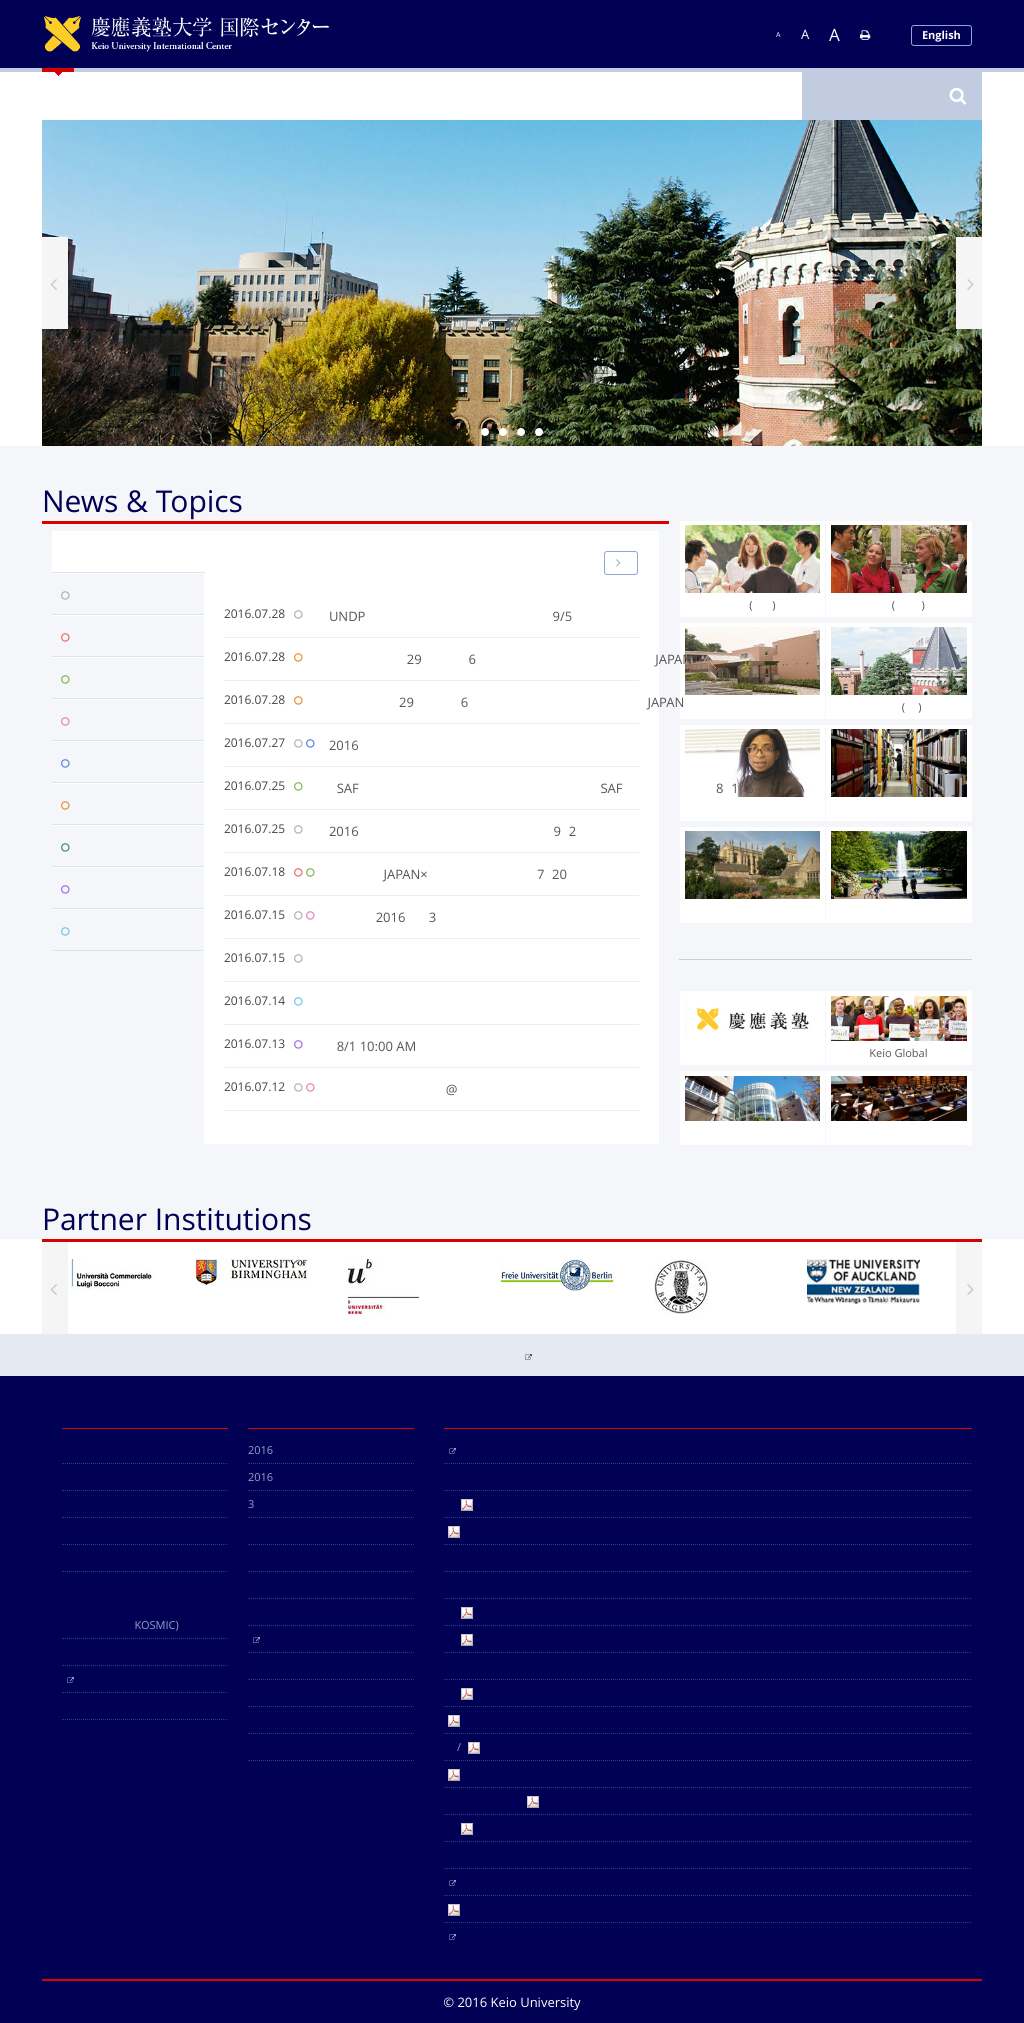 慶應義塾大学 国際センター
Keio University International Center
A A A
English
News & Topics
2016.07.28 UNDP 9/5
2016.07.28 29 6 JAPAN
2016.07.28 29 6 JAPAN
2016.07.27 2016
2016.07.25 SAF SAF
2016.07.25 2016 9 2
2016.07.18 JAPAN× 7 20
2016.07.15 2016 3
2016.07.15
2016.07.14
2016.07.13 8/1 10:00 AM
2016.07.12 @
( ) ( )
( )
8 1
慶應義塾
Keio Global
Partner Institutions
Università Commerciale
Luigi Bocconi
UNIVERSITY OF
BIRMINGHAM
u b
b
UNIVERSITÄT
BERN
Freie Universität Berlin
UNIVERSITAS
BERGENSIS
THE UNIVERSITY
OF AUCKLAND
NEW ZEALAND
Te Whare Wānanga o Tāmaki Makaurau
2016
2016
3
KOSMIC)
/
© 2016 Keio University